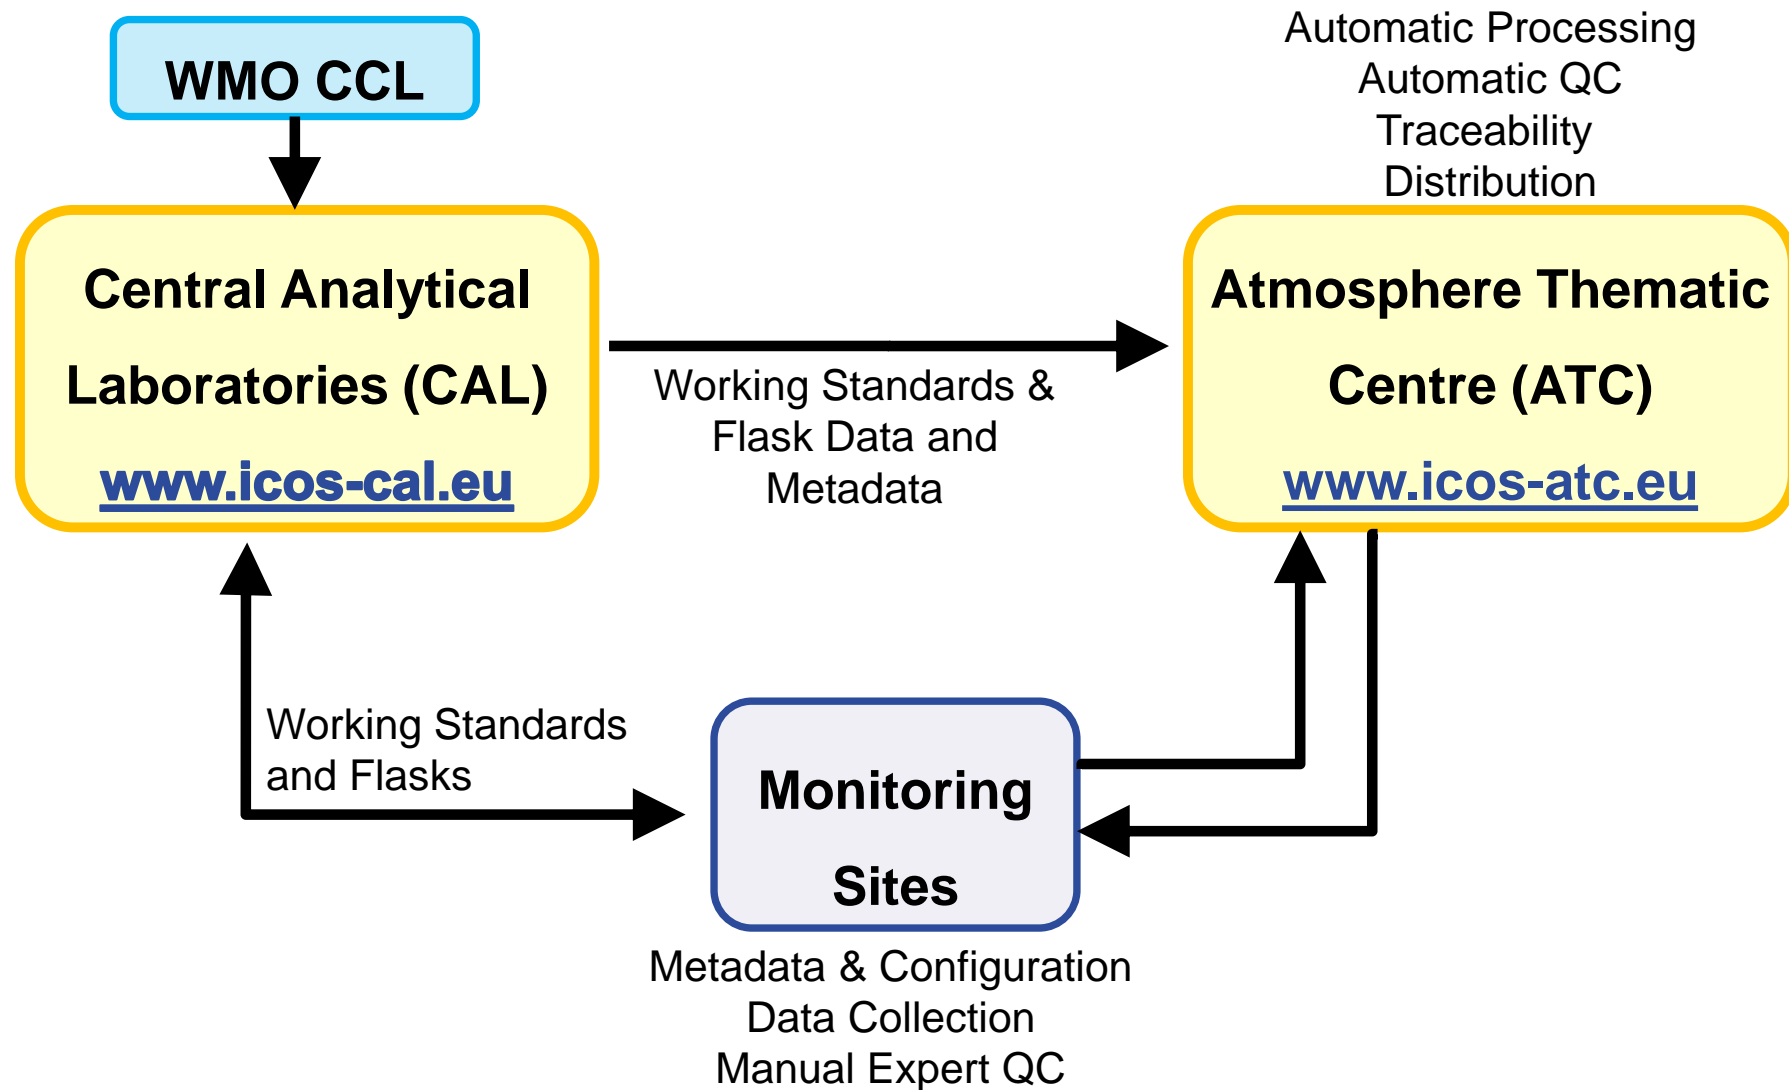 WMO CCL
Automatic Processing
Automatic QC
Traceability
Distribution
Central Analytical
Laboratories (CAL)
www.icos-cal.eu
Working Standards &
Flask Data and
Metadata
Atmosphere Thematic
Centre (ATC)
www.icos-atc.eu
Working Standards
and Flasks
Monitoring
Sites
Metadata & Configuration
Data Collection
Manual Expert QC